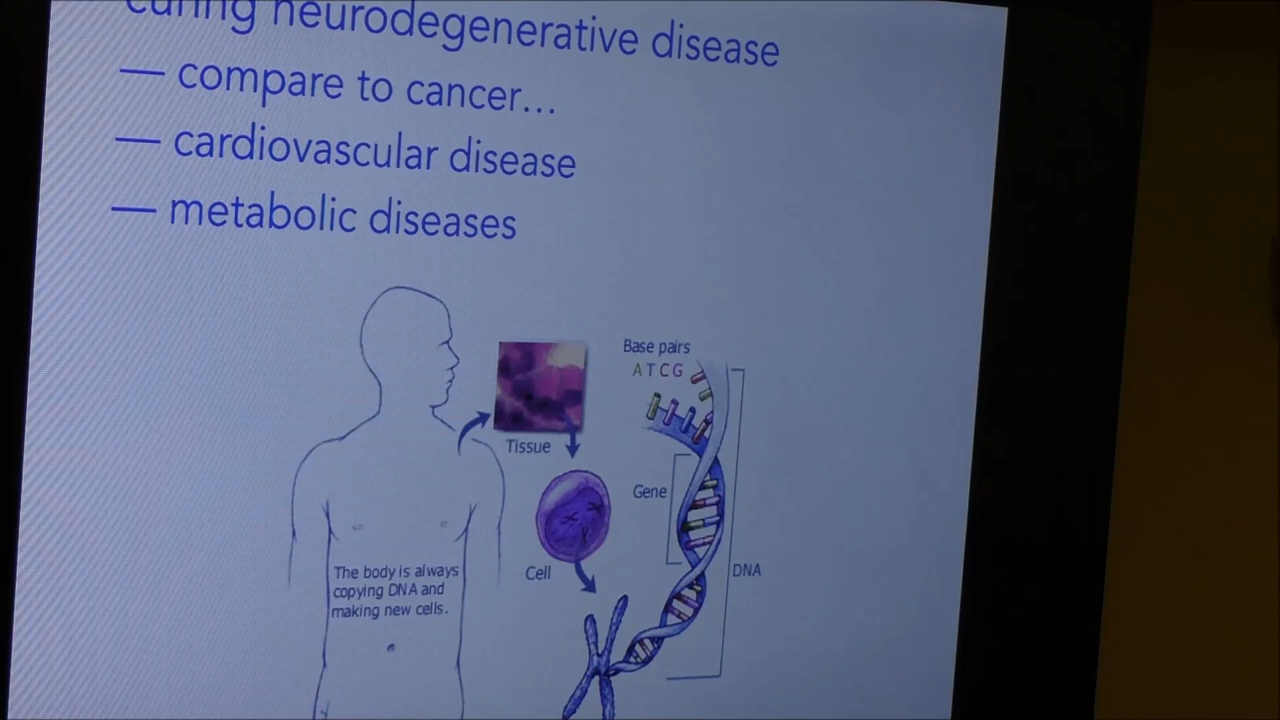 curing neurodegenerative disease
— compare to cancer...
— cardiovascular disease
— metabolic diseases
Base pairs
A T C G
Tissue
Gene
Cell
DNA
The body is always
copying DNA and
making new cells.